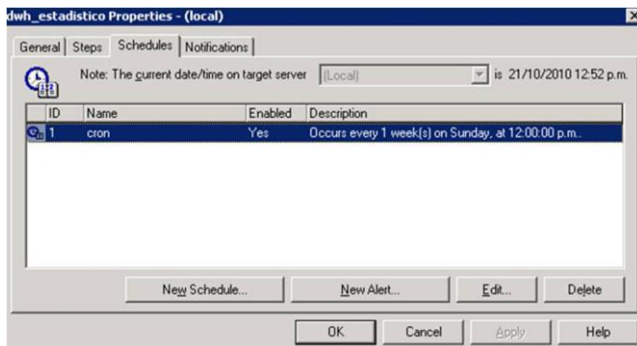 dwh_estadistico Properties - (local)
General Steps Schedules Notifications
Note: The current date/time on target server (Local) is 21/10/2010 12:52 p.m.
ID Name Enabled Description
1 cron Yes Occurs every 1 week(s) on Sunday, at 12:00:00 p.m..
New Schedule... New Alert... Edit... Delete
OK Cancel Apply Help